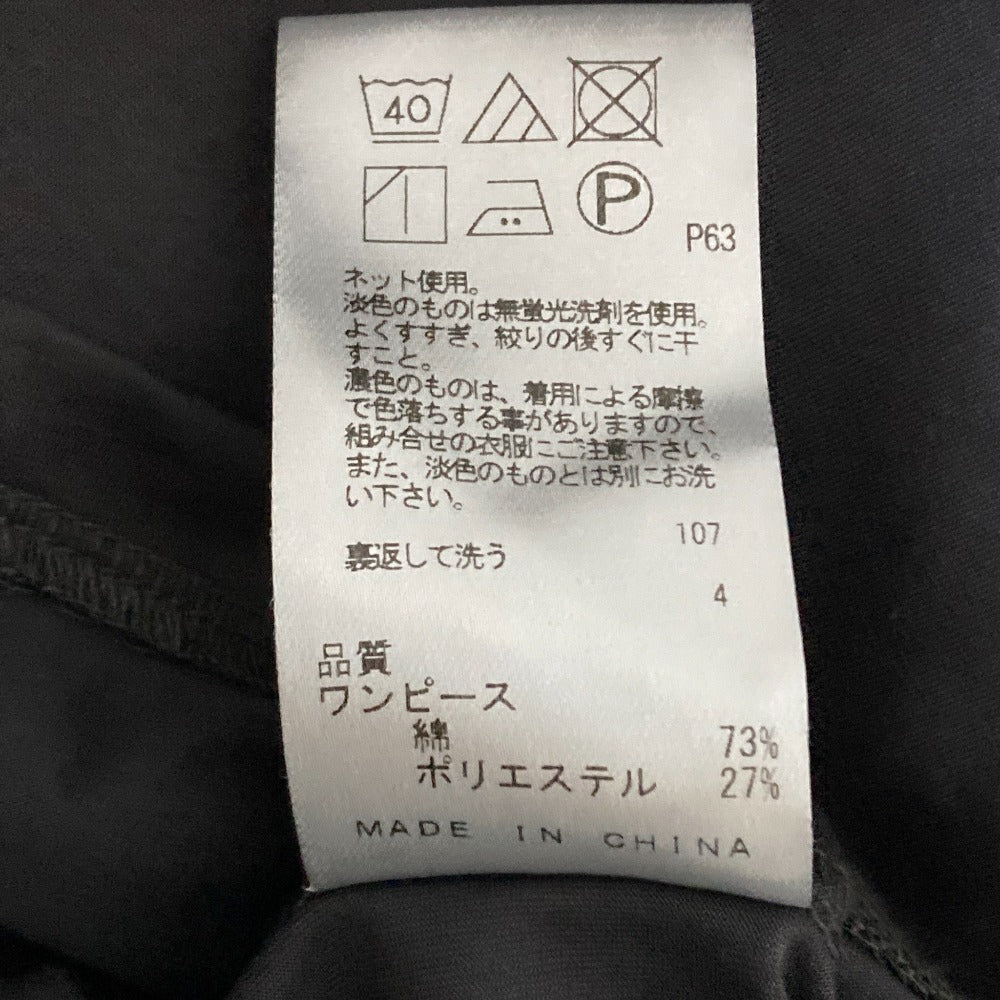 40
P
P63
ネット使用。
淡色のものは無蛍光洗剤を使用。
よくすすぎ、絞りの後すぐに干
すこと。
濃色のものは、着用による摩擦
で色落ちする事がありますので、
組み合せの衣服にご注意下さい。
また、淡色のものとは別にお洗
い下さい。
107
裏返して洗う
4
品質
ワンピース
綿 73%
ポリエステル 27%
MADE IN CHINA